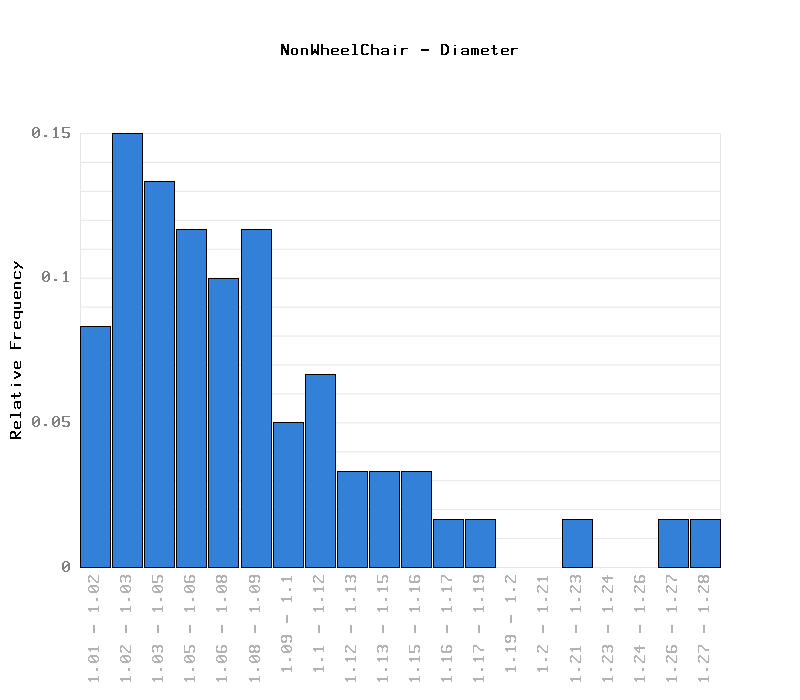 NonWheelChair - Diameter
0.15
0.1
0.05
0
Relative Frequency
1.01 - 1.02
1.02 - 1.03
1.03 - 1.05
1.05 - 1.06
1.06 - 1.08
1.08 - 1.09
1.09 - 1.1
1.1 - 1.12
1.12 - 1.13
1.13 - 1.15
1.15 - 1.16
1.16 - 1.17
1.17 - 1.19
1.19 - 1.2
1.2 - 1.21
1.21 - 1.23
1.23 - 1.24
1.24 - 1.26
1.26 - 1.27
1.27 - 1.28